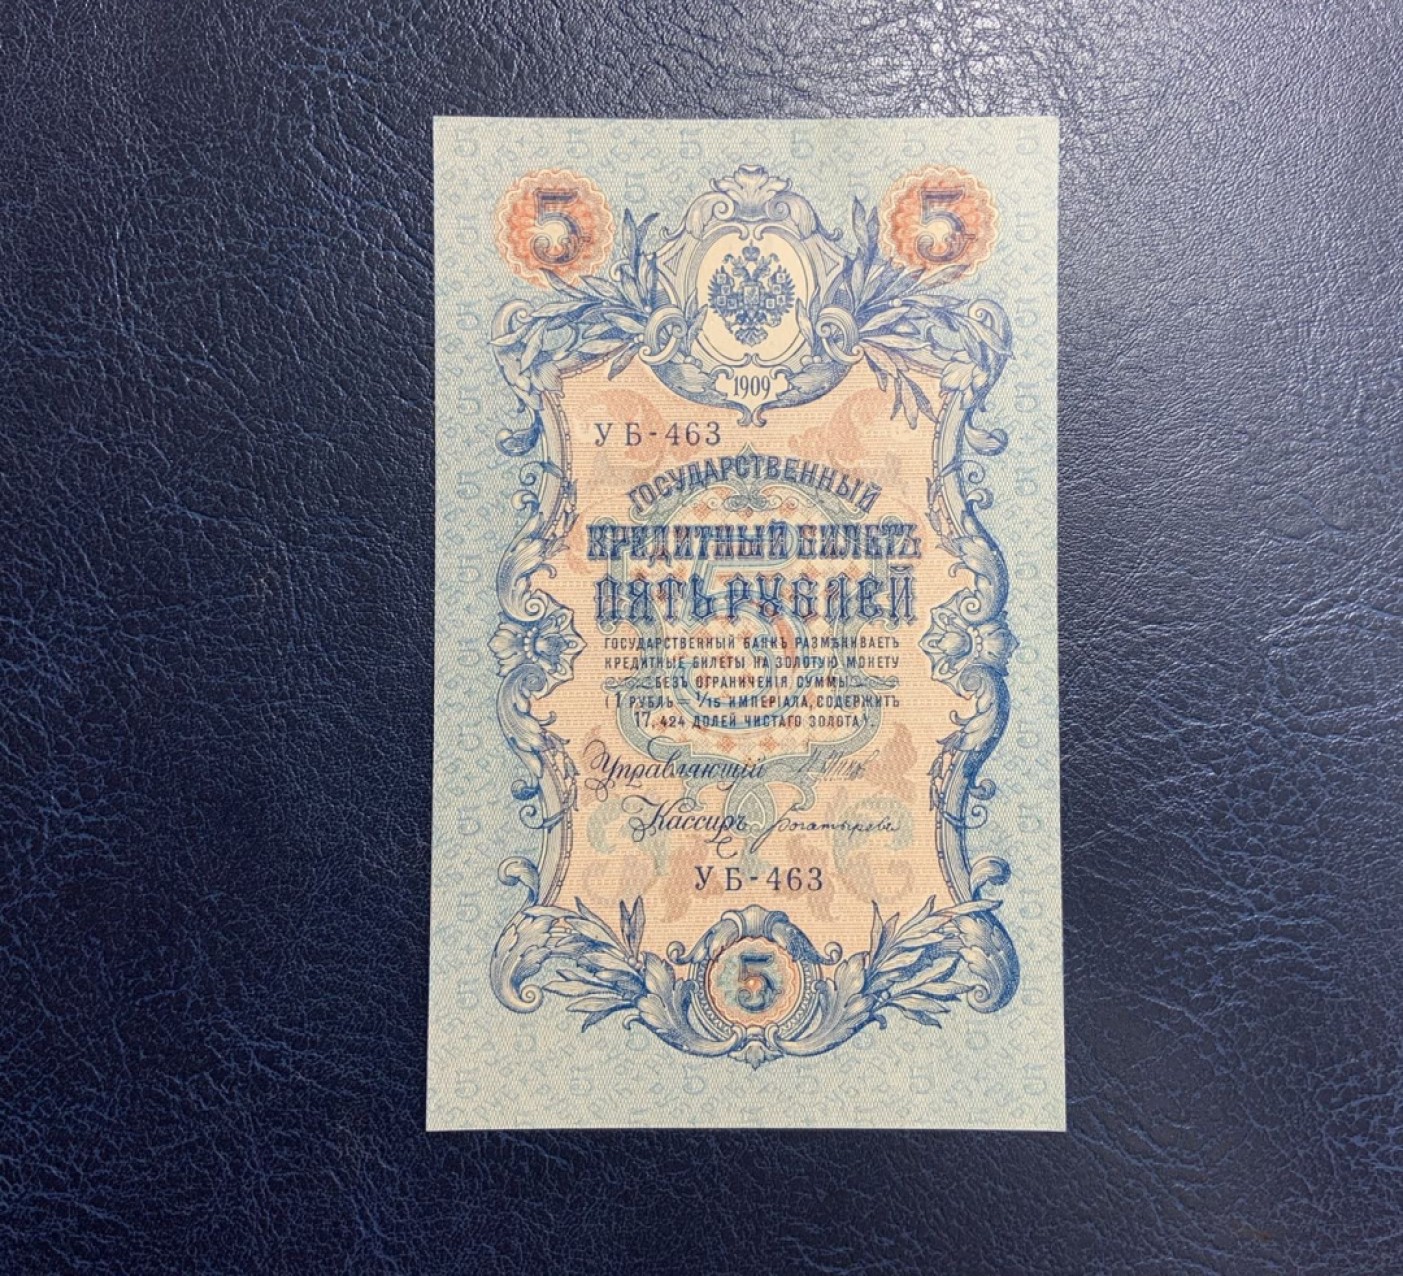 5 5
1909
УБ-463
ГОСУДАРСТВЕННЫЙ
КРЕДИТНЫЙ БИЛЕТЪ
ПЯТЬ РУБЛЕЙ
ГОСУДАРСТВЕННЫЙ БАНКЪ РАЗМѢНИВАЕТЪ
КРЕДИТНЫЕ БИЛЕТЫ НА ЗОЛОТУЮ МОНЕТУ
БЕЗЪ ОГРАНИЧЕНІЯ СУММЫ
(1 РУБЛЬ = 1/15 ИМПЕРІАЛА, СОДЕРЖИТЪ
17,424 ДОЛЕЙ ЧИСТАГО ЗОЛОТА).
Управляющій
Кассиръ Богатыревъ
УБ-463
5